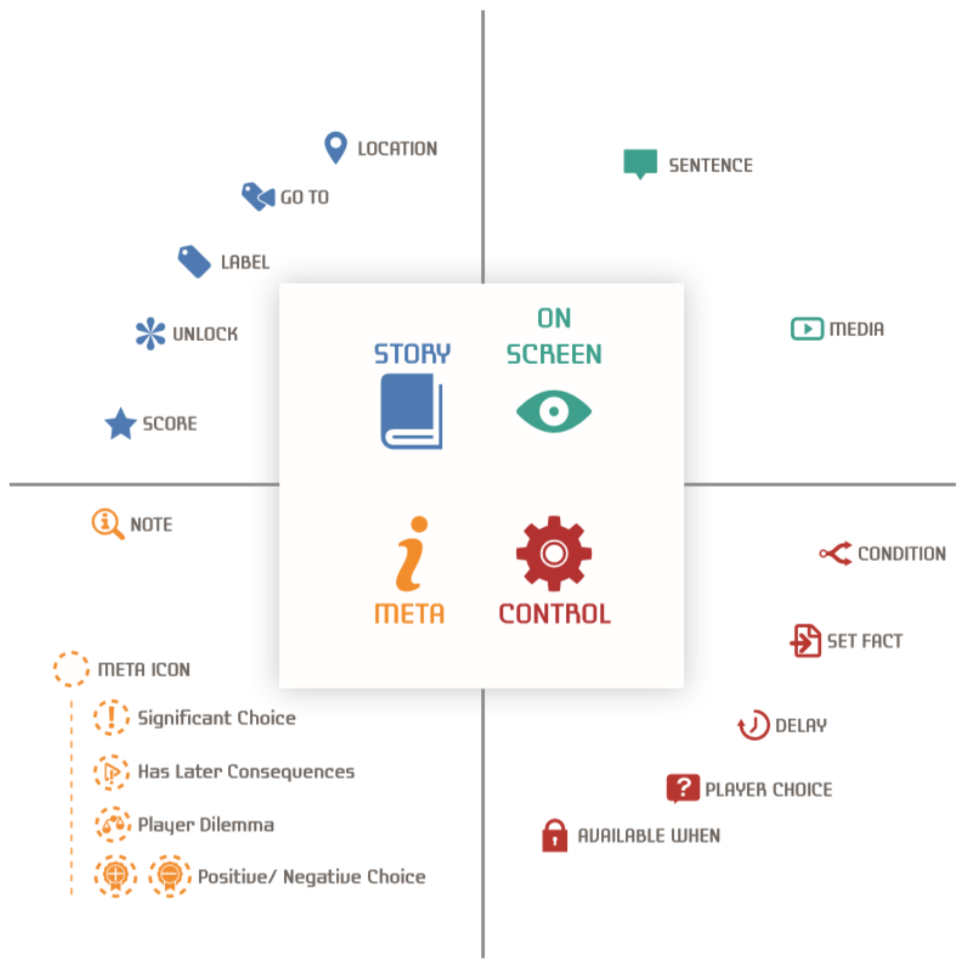 LOCATION
GO TO
LABEL
UNLOCK
SCORE
SENTENCE
MEDIA
STORY
ON
SCREEN
META
CONTROL
NOTE
META ICON
Significant Choice
Has Later Consequences
Player Dilemma
Positive/ Negative Choice
CONDITION
SET FACT
DELAY
PLAYER CHOICE
AVAILABLE WHEN